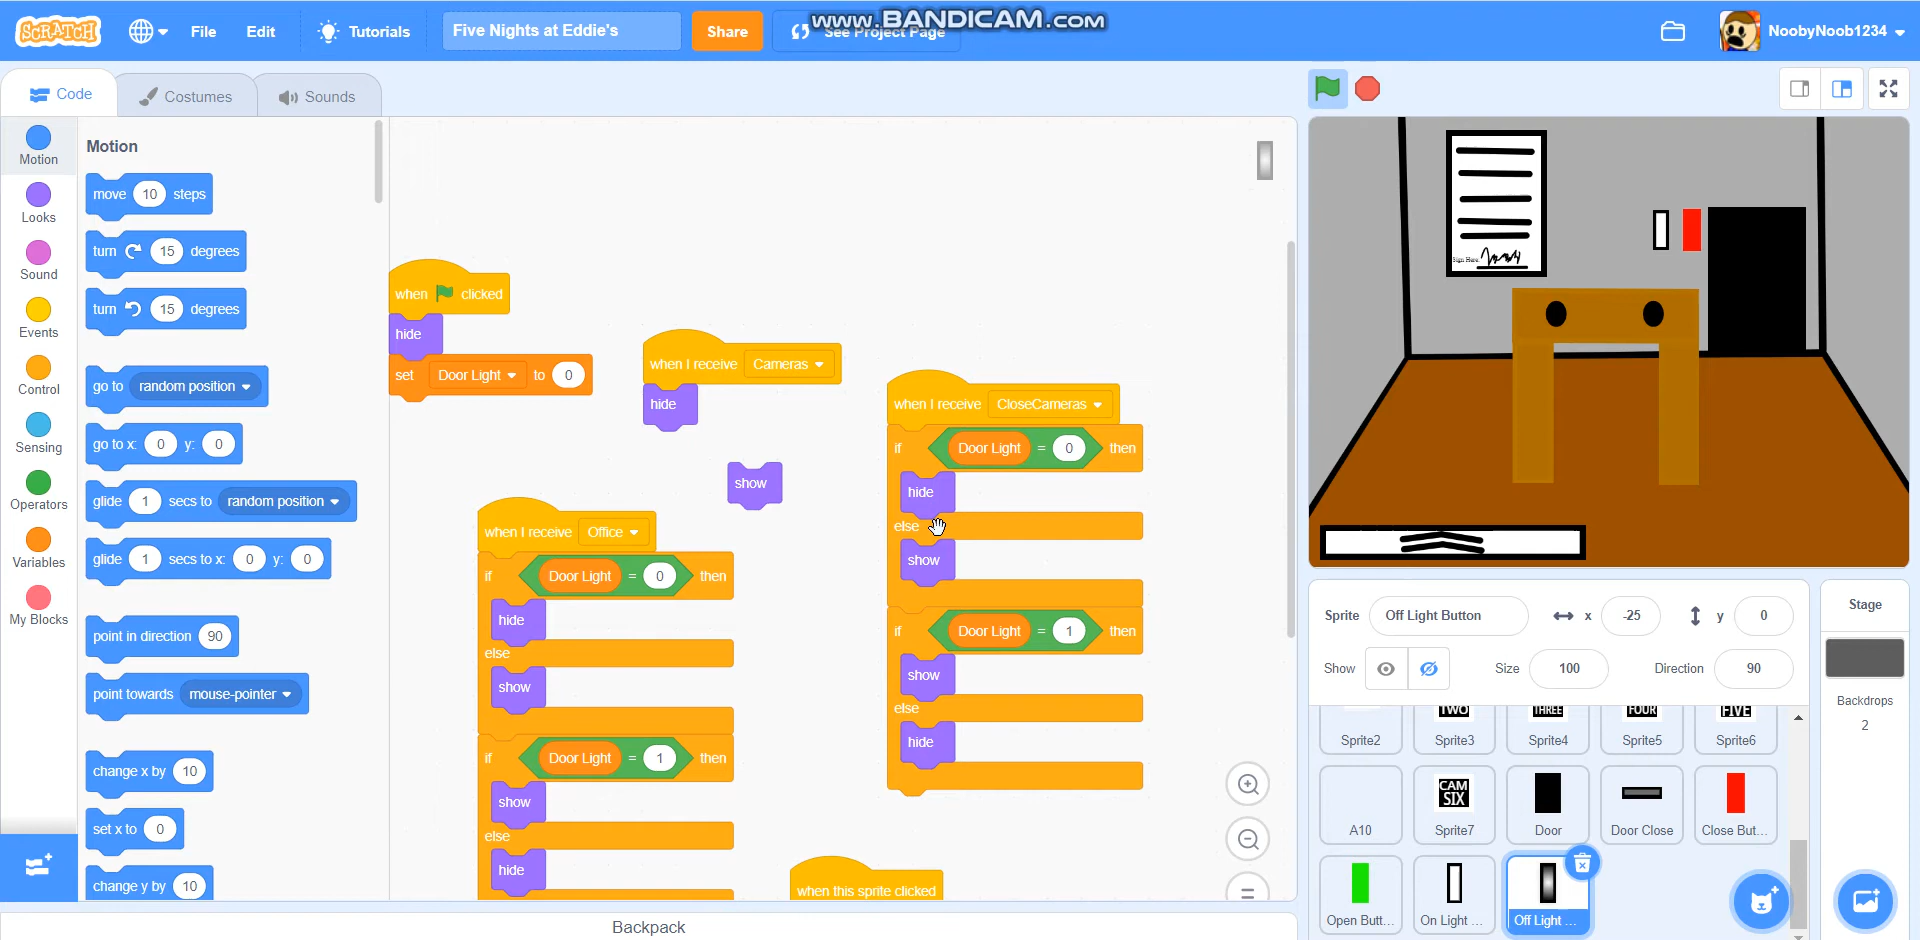 www.BANDICAM.com
SCRATCH File Edit Tutorials Five Nights at Eddie's Share See Project Page NoobyNoob1234
Code Costumes Sounds
Motion
Looks
Sound
Events
Control
Sensing
Operators
Variables
My Blocks
Motion
move 10 steps
turn 15 degrees
turn 15 degrees
go to random position
go to x: 0 y: 0
glide 1 secs to random position
glide 1 secs to x: 0 y: 0
point in direction 90
point towards mouse-pointer
change x by 10
set x to 0
change y by 10
when clicked
hide
set Door Light to 0
when I receive Cameras
hide
show
when I receive Office
if Door Light = 0 then
hide
else
show
if Door Light = 1 then
show
else
hide
when I receive CloseCameras
if Door Light = 0 then
hide
else
show
if Door Light = 1 then
show
else
hide
when this sprite clicked
Backpack
Sign Here:
Sprite Off Light Button x -25 y 0
Show Size 100 Direction 90
TWO THREE FOUR FIVE
Sprite2 Sprite3 Sprite4 Sprite5 Sprite6
CAM
SIX
A10 Sprite7 Door Door Close Close But...
Open Butt... On Light ... Off Light ...
Stage
Backdrops
2